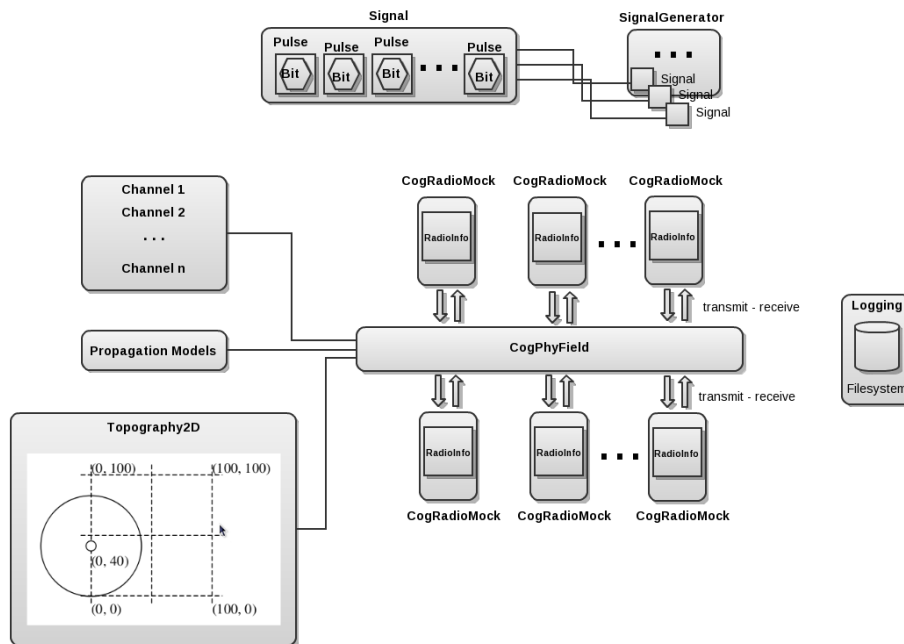 Signal
SignalGenerator
Pulse Pulse Pulse Pulse
Bit Bit Bit . . . Bit
. . .
Signal
Signal
Signal
Channel 1
Channel 2
. . .
Channel n
CogRadioMock CogRadioMock CogRadioMock
RadioInfo RadioInfo . . . RadioInfo
transmit - receive
Logging
Filesystem
Propagation Models
CogPhyField
transmit - receive
Topography2D
(0, 100) (100, 100)
(0, 40)
(0, 0) (100, 0)
RadioInfo RadioInfo . . . RadioInfo
CogRadioMock CogRadioMock CogRadioMock